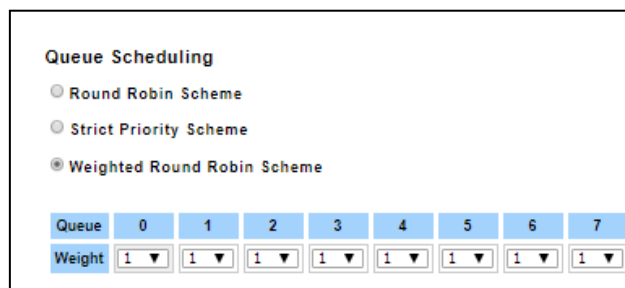 Queue Scheduling
Round Robin Scheme
Strict Priority Scheme
Weighted Round Robin Scheme
Queue 0 1 2 3 4 5 6 7
Weight 1 1 1 1 1 1 1 1